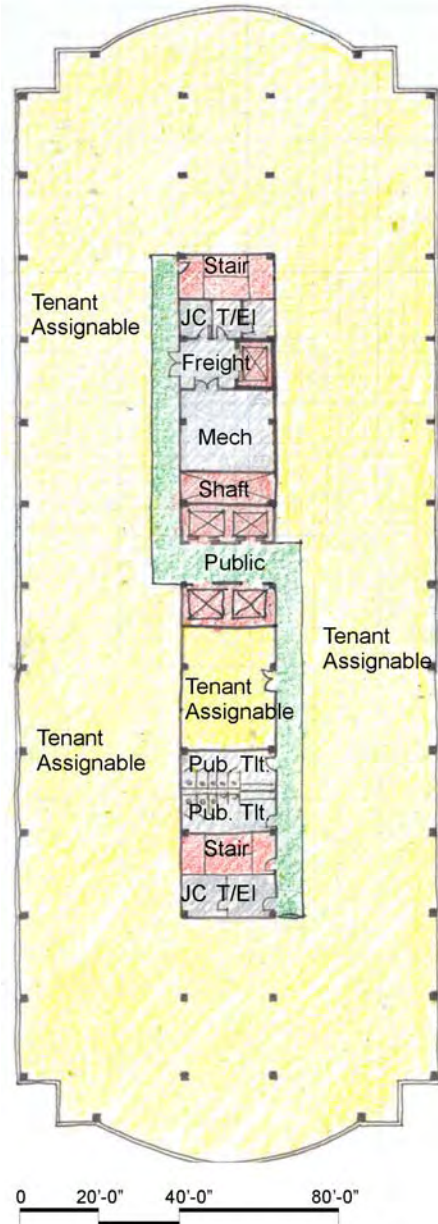 Stair
Tenant
Assignable
JC T/El
Freight
Mech
Shaft
Public
Tenant
Assignable
Tenant
Assignable
Tenant
Assignable
Pub. Tlt.
Pub. Tlt.
Stair
JC T/El
0 20'-0" 40'-0" 80'-0"